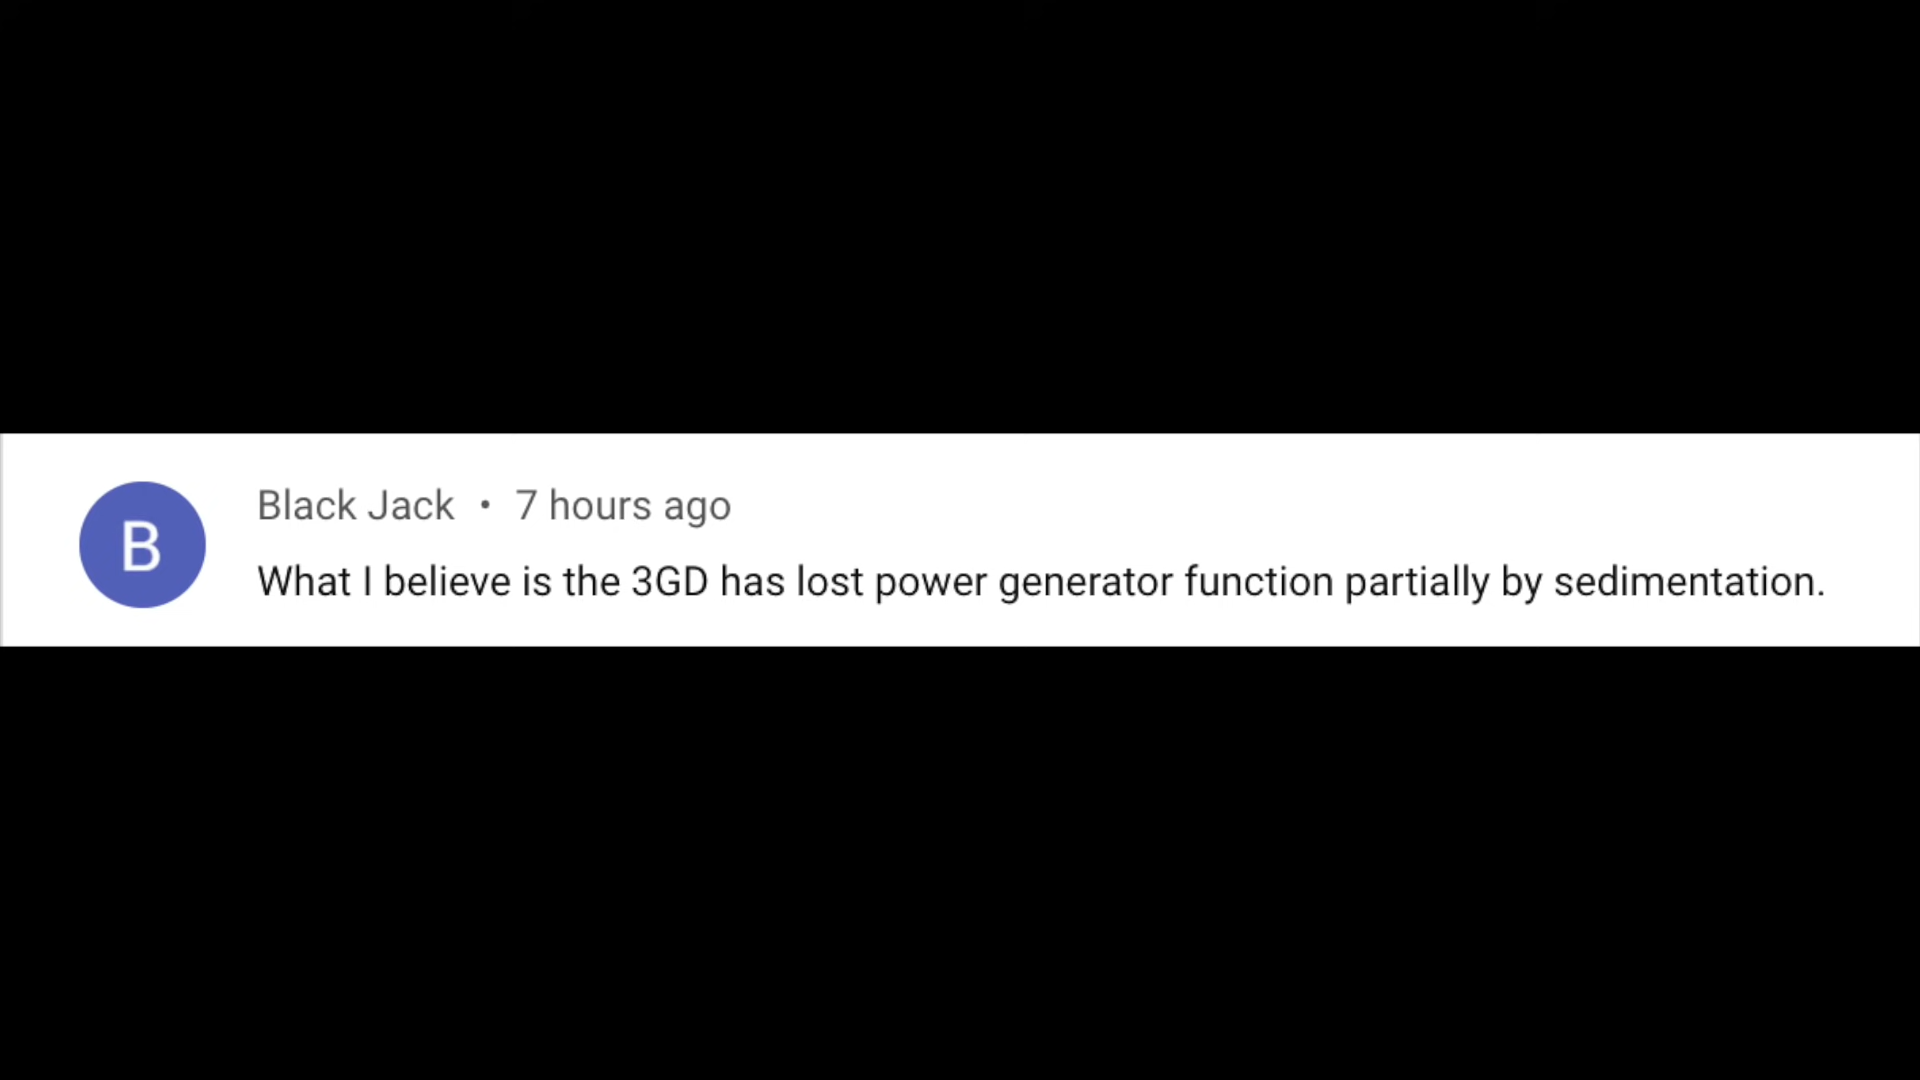 B
Black Jack • 7 hours ago
What I believe is the 3GD has lost power generator function partially by sedimentation.